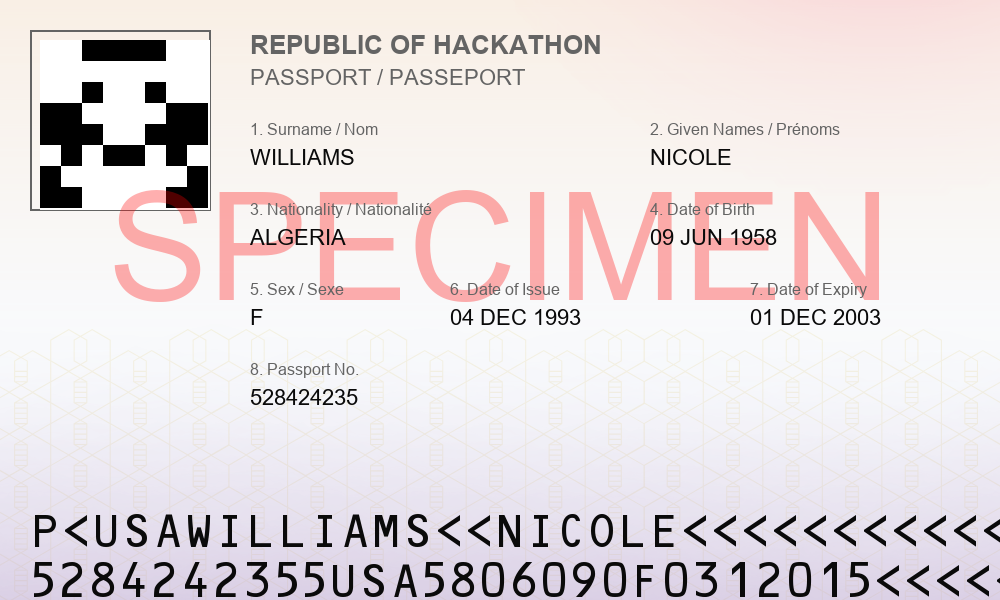 REPUBLIC OF HACKATHON
PASSPORT / PASSEPORT
1. Surname / Nom
2. Given Names / Prénoms
WILLIAMS
NICOLE
SPECIMEN
3. Nationality / Nationalité
4. Date of Birth
ALGERIA
09 JUN 1958
5. Sex / Sexe
6. Date of Issue
7. Date of Expiry
F
04 DEC 1993
01 DEC 2003
8. Passport No.
528424235
P<USAWILLIAMS<<NICOLE<<<<<<<<<<
5284242355USA5806090F0312015<<<<